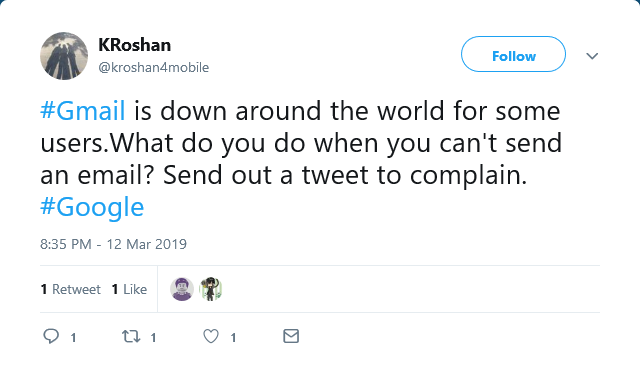 KRoshan
@kroshan4mobile
Follow
#Gmail is down around the world for some
users.What do you do when you can't send
an email? Send out a tweet to complain.
#Google
8:35 PM - 12 Mar 2019
1 Retweet 1 Like
1 1 1